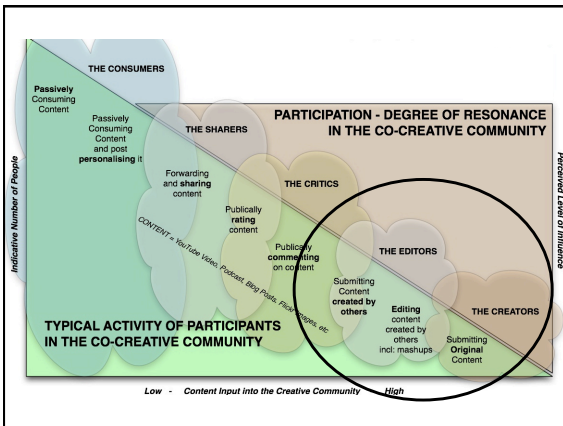 THE CONSUMERS
Passively
Consuming
Content
Passively
Consuming
Content
and post
personalising it
THE SHARERS
Forwarding
and sharing
content
PARTICIPATION - DEGREE OF RESONANCE
IN THE CO-CREATIVE COMMUNITY
THE CRITICS
Publically
rating
content
Publically
commenting
on content
THE EDITORS
Submitting
Content
created by
others
Editing
content
created by
others
incl: mashups
THE CREATORS
Submitting
Original
Content
CONTENT = YouTube Video, Podcast, Blog Posts, Flickr Images, etc
TYPICAL ACTIVITY OF PARTICIPANTS
IN THE CO-CREATIVE COMMUNITY
Indicative Number of People
Perceived Level of Influence
Low - Content Input into the Creative Community High